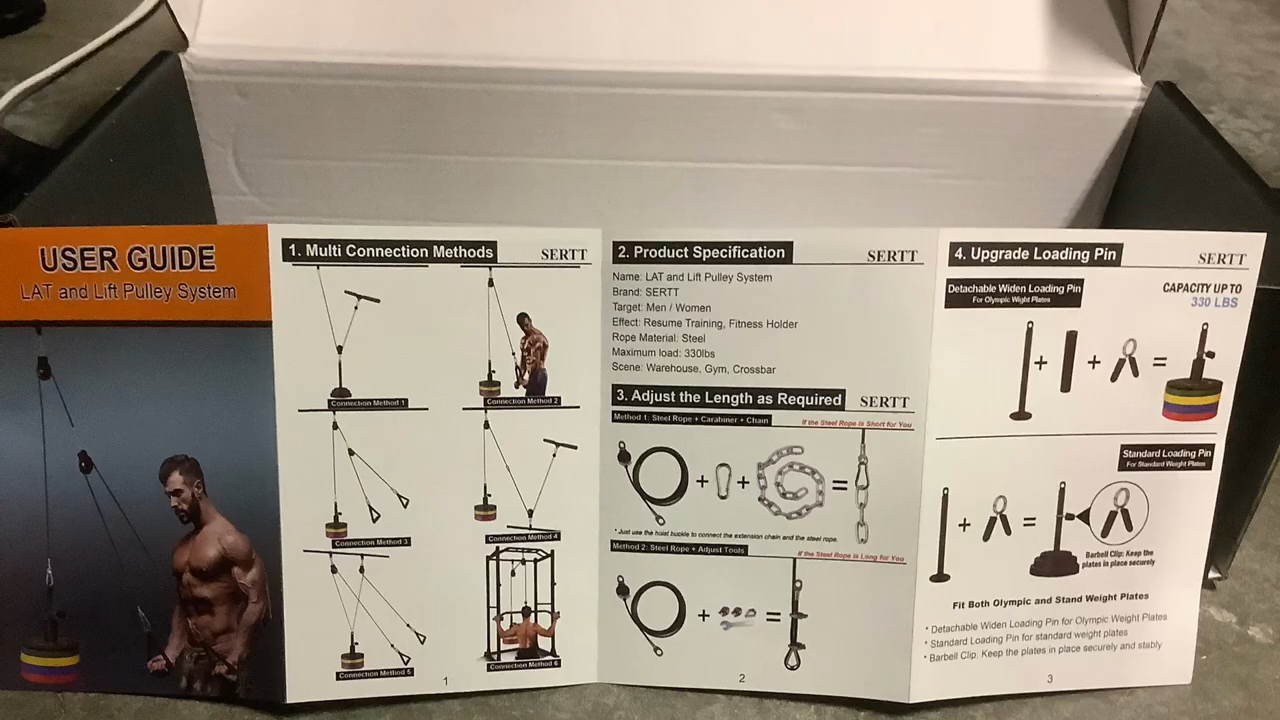 USER GUIDE
LAT and Lift Pulley System
1. Multi Connection Methods
SERTT
Connection Method 1
Connection Method 2
Connection Method 3
Connection Method 4
Connection Method 5
Connection Method 6
1
2. Product Specification
SERTT
Name: LAT and Lift Pulley System
Brand: SERTT
Target: Men / Women
Effect: Resume Training, Fitness Holder
Rope Material: Steel
Maximum load: 330lbs
Scene: Warehouse, Gym, Crossbar
3. Adjust the Length as Required
SERTT
Method 1: Steel Rope + Carabiner + Chain
If the Steel Rope is Short for You
+
+
=
* Just use the hoist buckle to connect the extension chain and the steel rope.
Method 2: Steel Rope + Adjust Tools
If the Steel Rope is Long for You
+
=
2
4. Upgrade Loading Pin
SERTT
Detachable Widen Loading Pin
For Olympic Wight Plates
CAPACITY UP TO
330 LBS
+
+
=
Standard Loading Pin
For Standard Weight Plates
+
=
Barbell Clip: Keep the
plates in place securely
Fit Both Olympic and Stand Weight Plates
* Detachable Widen Loading Pin for Olympic Weight Plates
* Standard Loading Pin for standard weight plates
* Barbell Clip: Keep the plates in place securely and stably
3